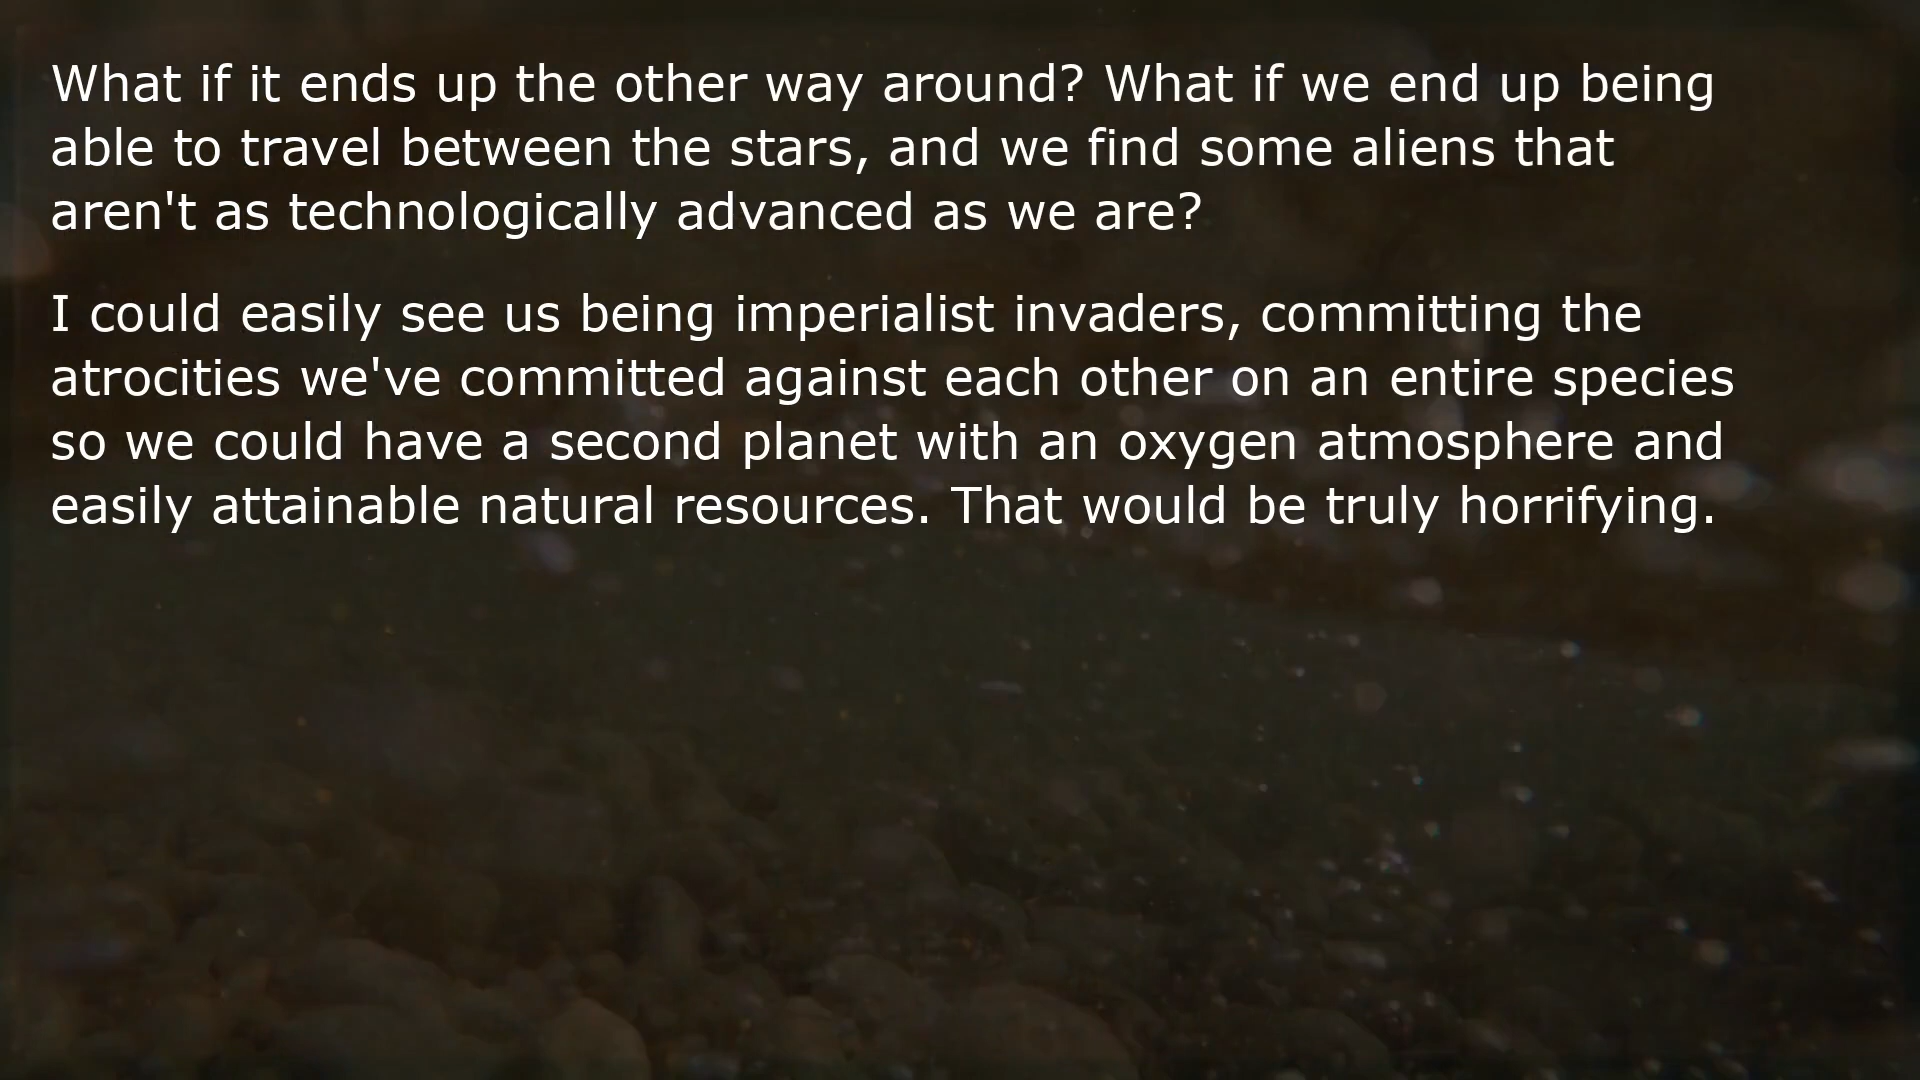 What if it ends up the other way around? What if we end up being
able to travel between the stars, and we find some aliens that
aren't as technologically advanced as we are?
I could easily see us being imperialist invaders, committing the
atrocities we've committed against each other on an entire species
so we could have a second planet with an oxygen atmosphere and
easily attainable natural resources. That would be truly horrifying.